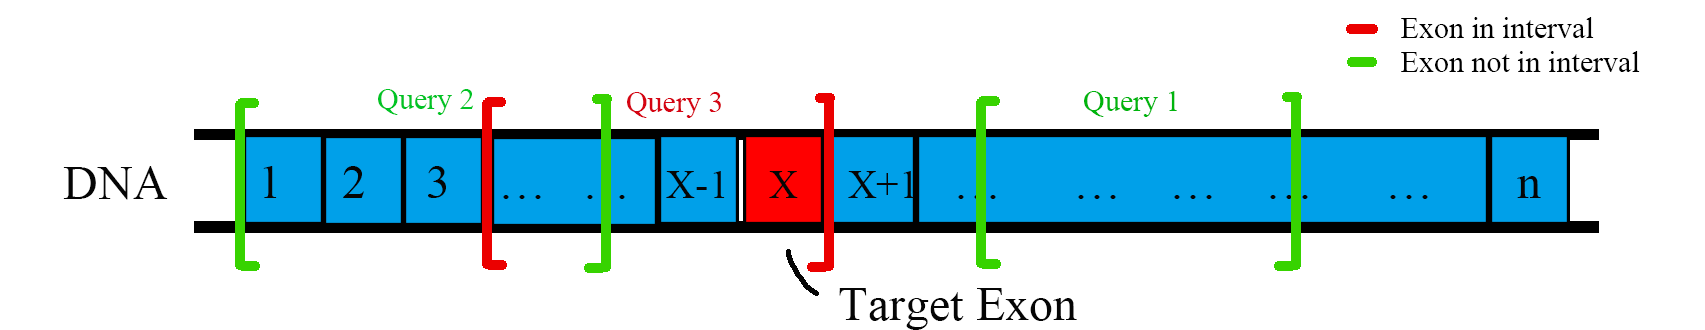 Exon in interval
Exon not in interval
Query 2
Query 3
Query 1
DNA
1 2 3 ... ... X-1 X X+1 ... ... ... ... ... n
Target Exon